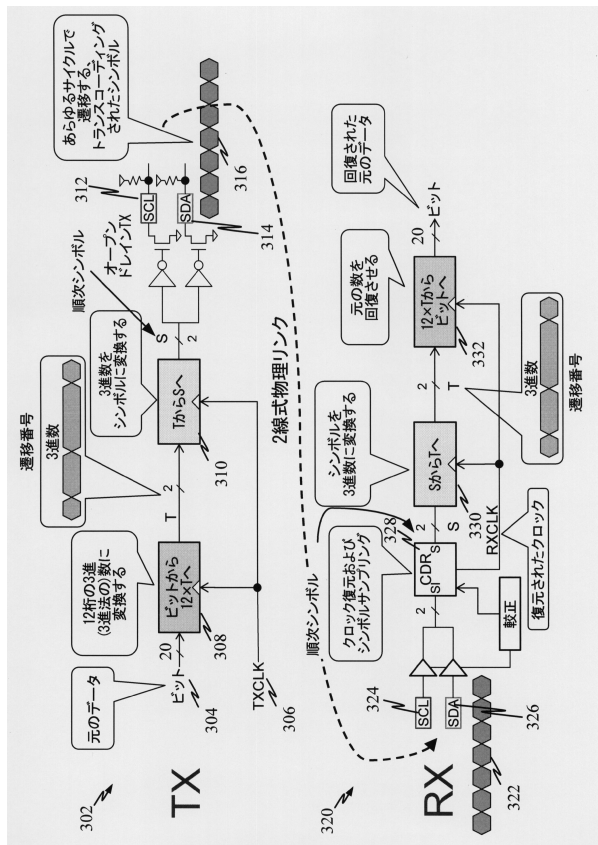 302
TX
元のデータ
ビット
304
20
TXCLK
306
12桁の3進
(3進法の)数に
変換する
ビットから
12×Tへ
308
T
2
遷移番号
3進数
3進数を
シンボルに変換する
TからSへ
310
順次シンボル
S
2
オープン
ドレインTX
312
SCL
SDA
314
あらゆるサイクルで
遷移する、
トランスコーディング
されたシンボル
316
2線式物理リンク
320
RX
322
324
SCL
SDA
326
順次シンボル
クロック復元および
シンボルサンプリング
2
SI
CDR
S
328
較正
2
S
RXCLK
復元されたクロック
シンボルを
3進数に変換する
SからTへ
330
2
T
3進数
遷移番号
元の数を
回復させる
12×Tから
ビットへ
332
20
ビット
回復された
元のデータ